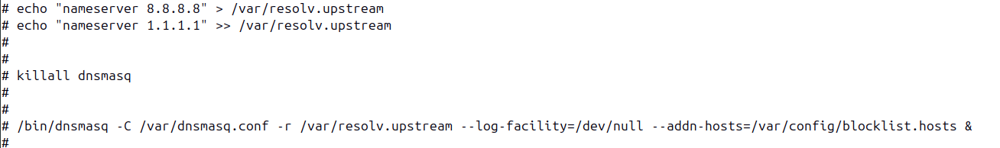 # echo "nameserver 8.8.8.8" > /var/resolv.upstream
# echo "nameserver 1.1.1.1" >> /var/resolv.upstream
#
#
# killall dnsmasq
#
#
# /bin/dnsmasq -C /var/dnsmasq.conf -r /var/resolv.upstream --log-facility=/dev/null --addn-hosts=/var/config/blocklist.hosts &
#